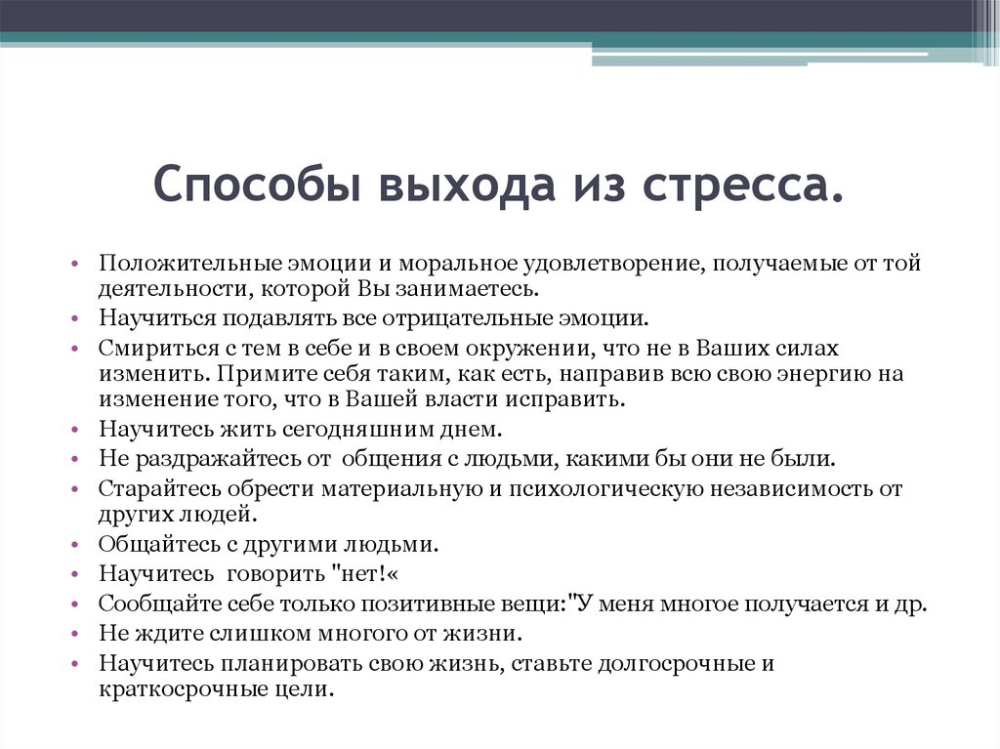 Способы выхода из стресса.
• Положительные эмоции и моральное удовлетворение, получаемые от той
деятельности, которой Вы занимаетесь.
• Научиться подавлять все отрицательные эмоции.
• Смириться с тем в себе и в своем окружении, что не в Ваших силах
изменить. Примите себя таким, как есть, направив всю свою энергию на
изменение того, что в Вашей власти исправить.
• Научитесь жить сегодняшним днем.
• Не раздражайтесь от  общения с людьми, какими бы они не были.
• Старайтесь обрести материальную и психологическую независимость от
других людей.
• Общайтесь с другими людьми.
• Научитесь  говорить "нет!«
• Сообщайте себе только позитивные вещи:"У меня многое получается и др.
• Не ждите слишком многого от жизни.
• Научитесь планировать свою жизнь, ставьте долгосрочные и
краткосрочные цели.